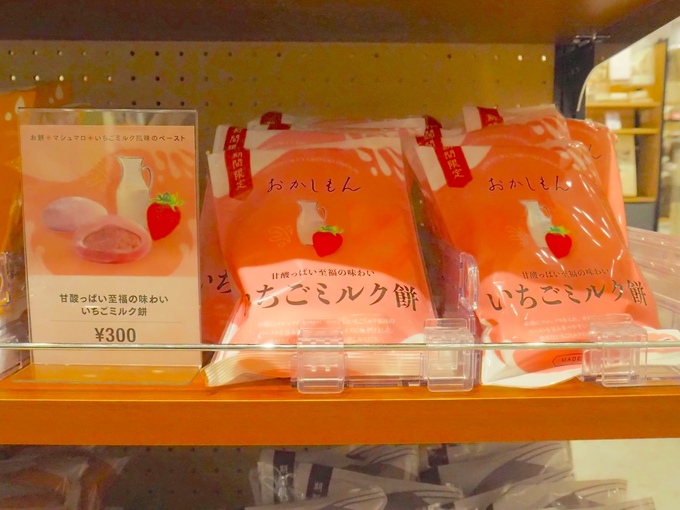 お餅+マシュマロ+いちごミルク風味のペースト
甘酸っぱい至福の味わい
いちごミルク餅
¥300
期間限定
おかしもん
甘酸っぱい至福の味わい
いちごミルク餅
期間限定
おかしもん
甘酸っぱい至福の味わい
いちごミルク餅
MADE